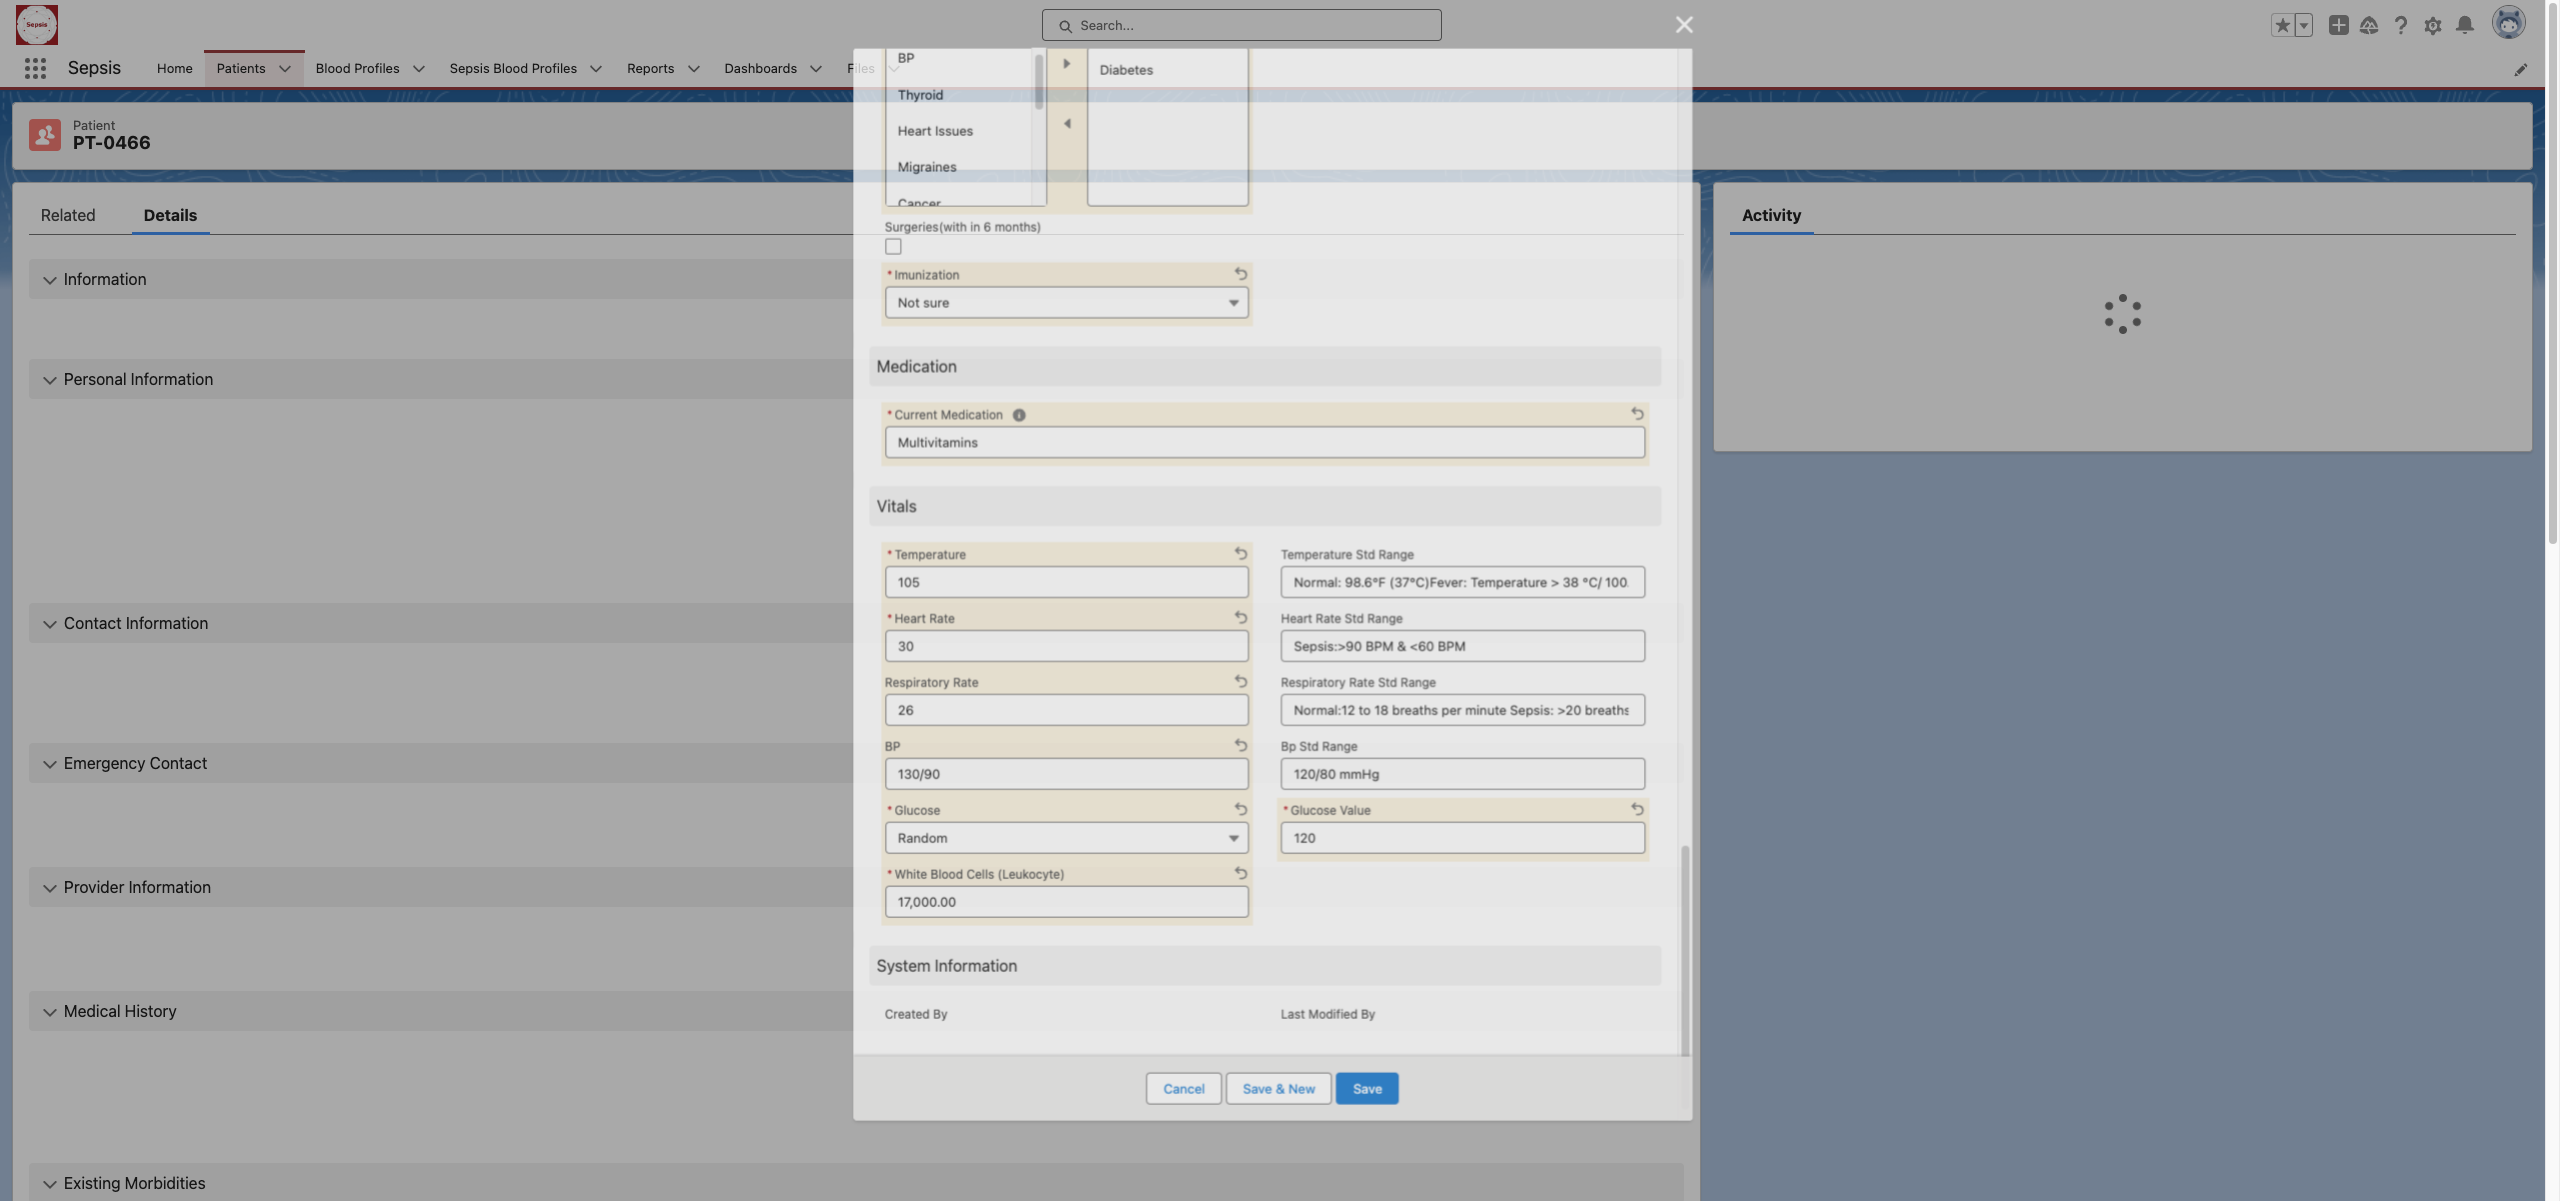 Sepsis
Search...
Sepsis
Home
Patients
Blood Profiles
Sepsis Blood Profiles
Reports
Dashboards
Files
Patient
PT-0466
Related
Details
Activity
Information
Personal Information
Contact Information
Emergency Contact
Provider Information
Medical History
Existing Morbidities
BP
Thyroid
Heart Issues
Migraines
Cancer
Diabetes
Surgeries(with in 6 months)
* Imunization
Not sure
Medication
* Current Medication
Multivitamins
Vitals
* Temperature
105
Temperature Std Range
Normal: 98.6°F (37°C)Fever: Temperature > 38 °C/ 100.
* Heart Rate
30
Heart Rate Std Range
Sepsis:>90 BPM & <60 BPM
Respiratory Rate
26
Respiratory Rate Std Range
Normal:12 to 18 breaths per minute Sepsis: >20 breaths
BP
130/90
Bp Std Range
120/80 mmHg
* Glucose
Random
* Glucose Value
120
* White Blood Cells (Leukocyte)
17,000.00
System Information
Created By
Last Modified By
Cancel
Save & New
Save